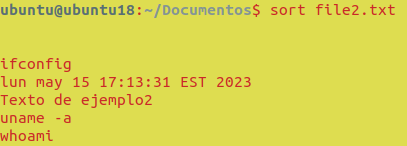 ubuntu@ubuntu18:~/Documentos$ sort file2.txt
ifconfig
lun may 15 17:13:31 EST 2023
Texto de ejemplo2
uname -a
whoami